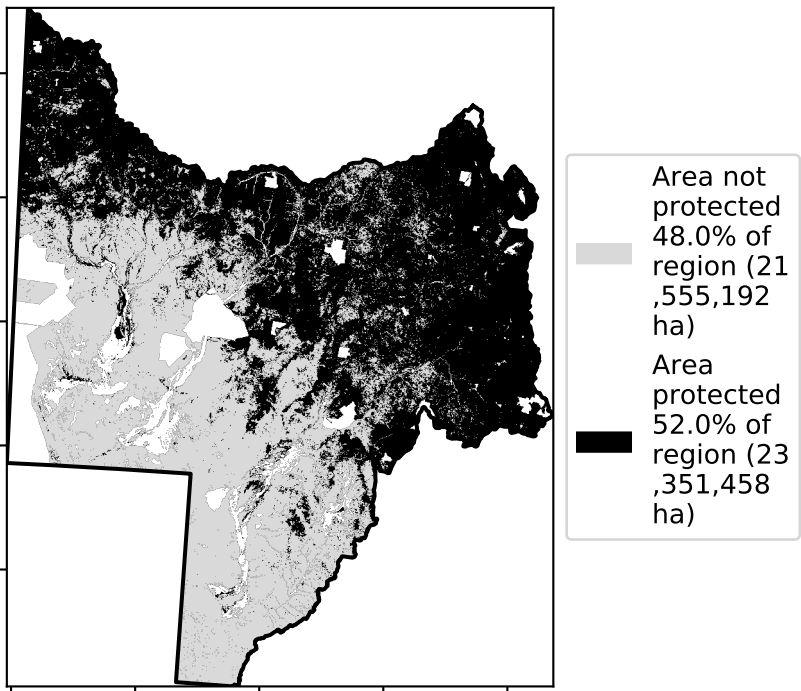 Area not
protected
48.0% of
region (21
,555,192
ha)
Area
protected
52.0% of
region (23
,351,458
ha)